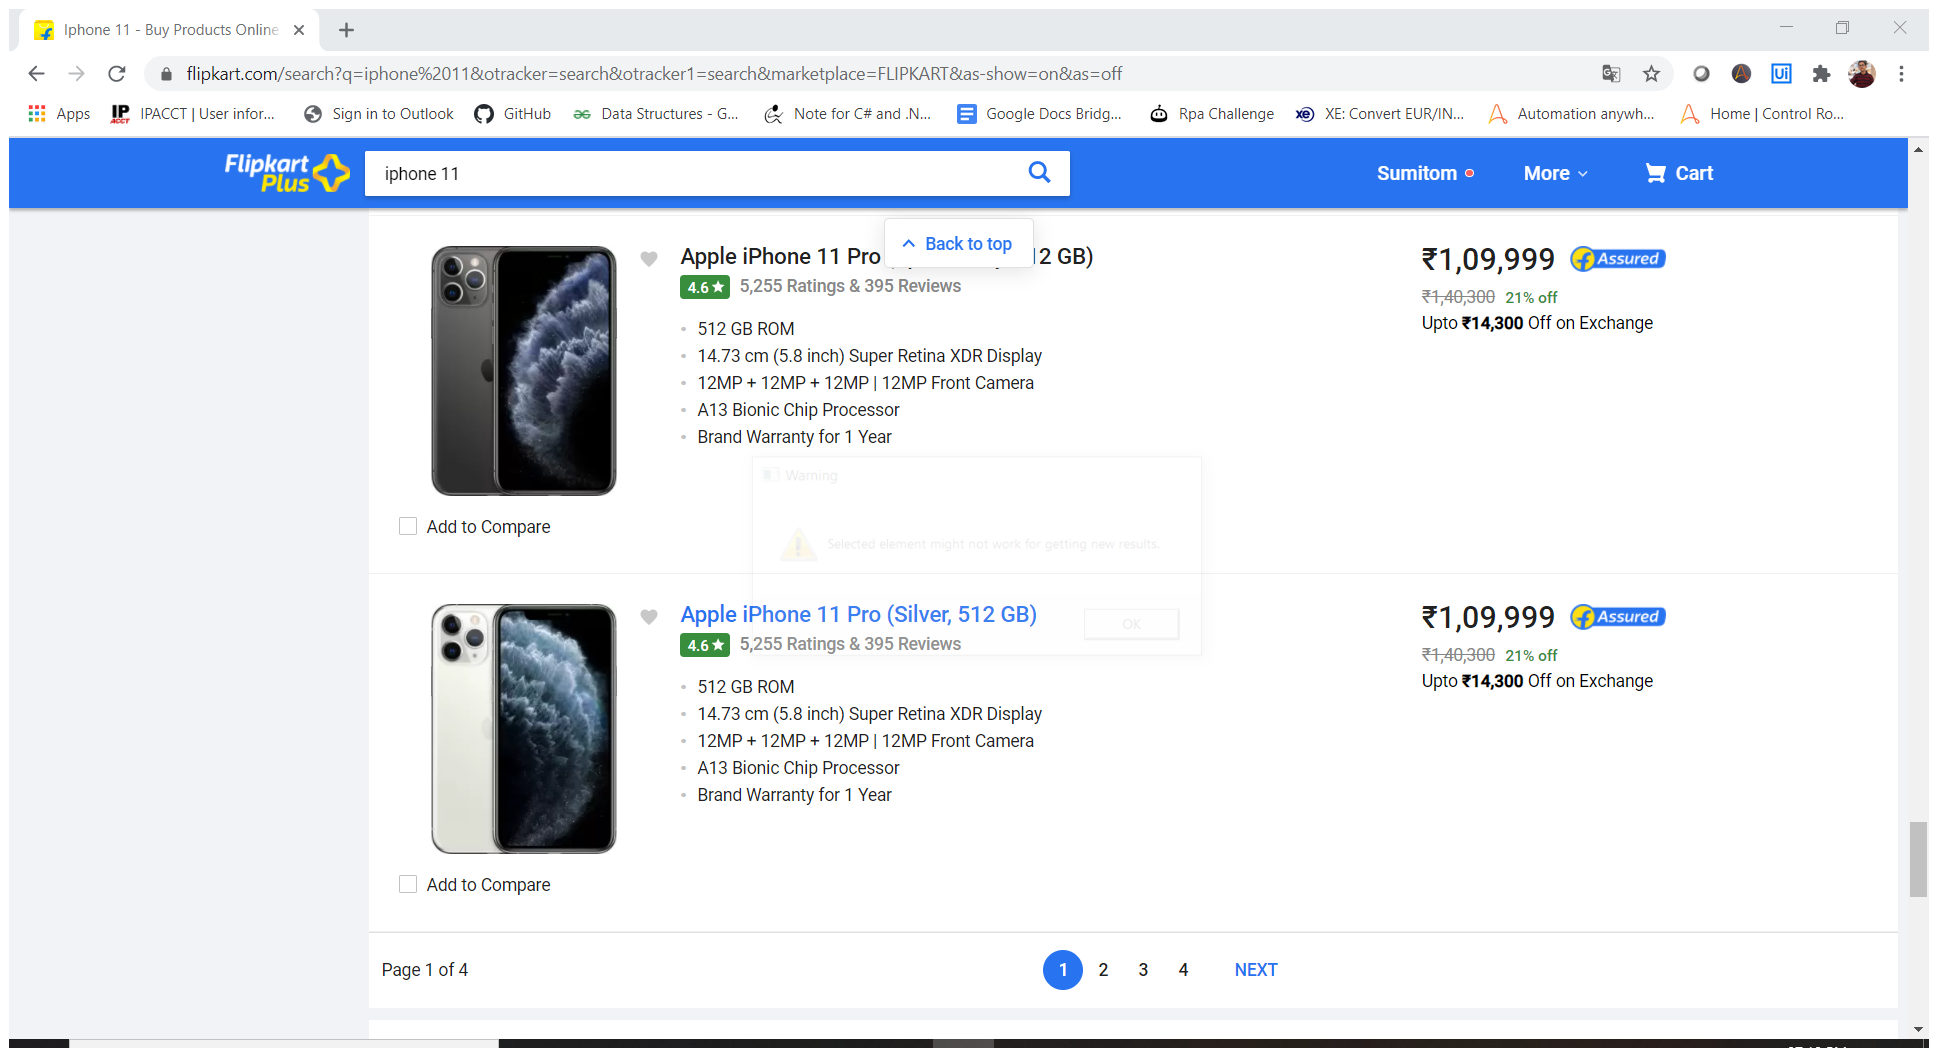 Iphone 11 - Buy Products Online
flipkart.com/search?q=iphone%2011&otracker=search&otracker1=search&marketplace=FLIPKART&as-show=on&as=off
Apps IPACCT | User infor... Sign in to Outlook GitHub Data Structures - G... Note for C# and .N... Google Docs Bridg... Rpa Challenge XE: Convert EUR/IN... Automation anywh... Home | Control Ro...
Flipkart
Plus
iphone 11
Sumitom More Cart
Back to top
Apple iPhone 11 Pro 12 GB)
4.6 5,255 Ratings & 395 Reviews
512 GB ROM
14.73 cm (5.8 inch) Super Retina XDR Display
12MP + 12MP + 12MP | 12MP Front Camera
A13 Bionic Chip Processor
Brand Warranty for 1 Year
₹1,09,999 Assured
₹1,40,300 21% off
Upto ₹14,300 Off on Exchange
Add to Compare
Warning
Selected element might not work for getting new results.
OK
Apple iPhone 11 Pro (Silver, 512 GB)
4.6 5,255 Ratings & 395 Reviews
512 GB ROM
14.73 cm (5.8 inch) Super Retina XDR Display
12MP + 12MP + 12MP | 12MP Front Camera
A13 Bionic Chip Processor
Brand Warranty for 1 Year
₹1,09,999 Assured
₹1,40,300 21% off
Upto ₹14,300 Off on Exchange
Add to Compare
Page 1 of 4
1 2 3 4 NEXT